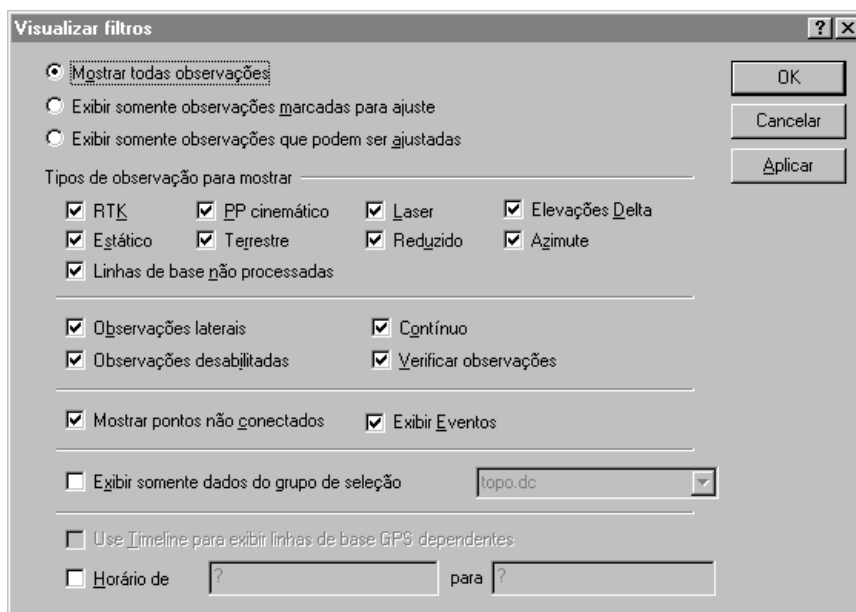 Visualizar filtros
Mostrar todas observações
OK
Exibir somente observações marcadas para ajuste
Cancelar
Exibir somente observações que podem ser ajustadas
Aplicar
Tipos de observação para mostrar
RTK PP cinemático Laser Elevações Delta
Estático Terrestre Reduzido Azimute
Linhas de base não processadas
Observações laterais Contínuo
Observações desabilitadas Verificar observações
Mostrar pontos não conectados Exibir Eventos
Exibir somente dados do grupo de seleção topo.dc
Use Timeline para exibir linhas de base GPS dependentes
Horário de ? para ?